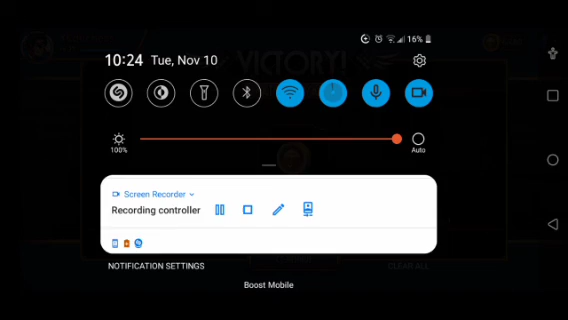 16%
10:24 Tue, Nov 10
VICTORY!
100%
Auto
Screen Recorder
Recording controller
NOTIFICATION SETTINGS
CLEAR ALL
Boost Mobile